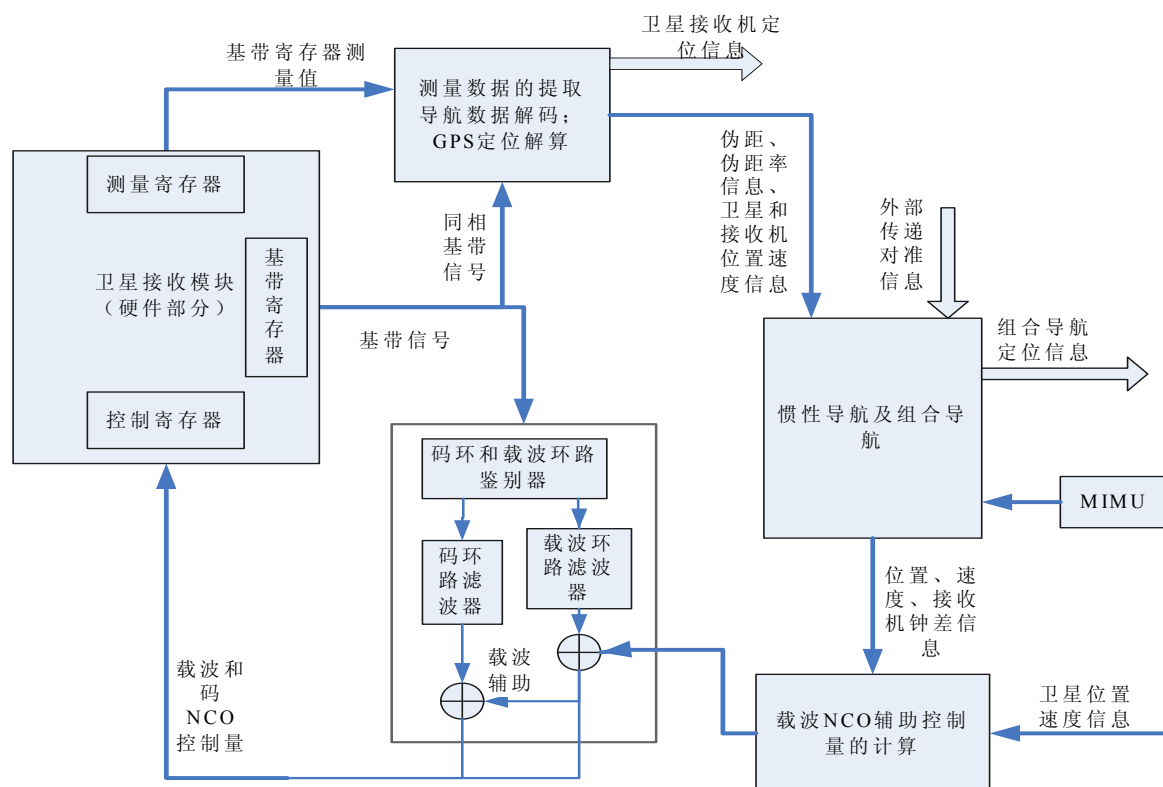 卫星接收机定
位信息
基带寄存器测
量值
测量数据的提取
导航数据解码；
GPS定位解算
测量寄存器
卫星接收模块
（硬件部分）
基
带
寄
存
器
控制寄存器
同相
基带
信号
基带信号
伪距、
伪距率
信息、
卫星和
接收机
位置速
度信息
外部
传递
对准
信息
组合导航
定位信息
惯性导航及组合导
航
MIMU
码环和载波环路
鉴别器
码环
路滤
波器
载波环
路滤波
器
载波
辅助
载波和
码
NCO
控制量
位置、速
度、接收
机钟差信
息
载波NCO辅助控制
量的计算
卫星位置
速度信息